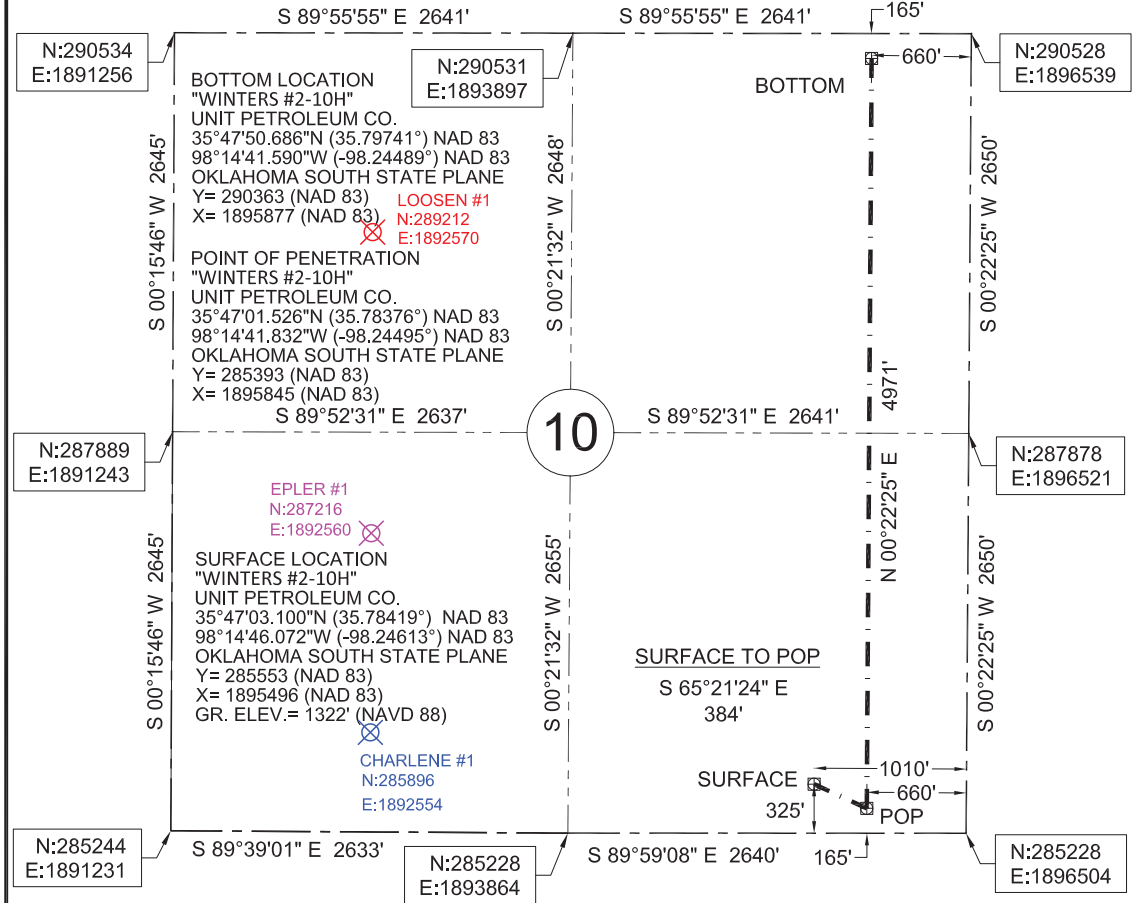 S 89°55'55" E 2641'
S 89°55'55" E 2641'
165'
N:290534
E:1891256
N:290531
E:1893897
660'
N:290528
E:1896539
BOTTOM
BOTTOM LOCATION
"WINTERS #2-10H"
UNIT PETROLEUM CO.
35°47'50.686"N (35.79741°) NAD 83
98°14'41.590"W (-98.24489°) NAD 83
OKLAHOMA SOUTH STATE PLANE
Y= 290363 (NAD 83)
X= 1895877 (NAD 83)
LOOSEN #1
N:289212
E:1892570
S 00°15'46" W 2645'
S 00°21'32" W 2648'
S 00°22'25" W 2650'
POINT OF PENETRATION
"WINTERS #2-10H"
UNIT PETROLEUM CO.
35°47'01.526"N (35.78376°) NAD 83
98°14'41.832"W (-98.24495°) NAD 83
OKLAHOMA SOUTH STATE PLANE
Y= 285393 (NAD 83)
X= 1895845 (NAD 83)
S 89°52'31" E 2637'
10
S 89°52'31" E 2641'
4971'
N 00°22'25" E
N:287889
E:1891243
N:287878
E:1896521
EPLER #1
N:287216
E:1892560
SURFACE LOCATION
"WINTERS #2-10H"
UNIT PETROLEUM CO.
35°47'03.100"N (35.78419°) NAD 83
98°14'46.072"W (-98.24613°) NAD 83
OKLAHOMA SOUTH STATE PLANE
Y= 285553 (NAD 83)
X= 1895496 (NAD 83)
GR. ELEV.= 1322' (NAVD 88)
S 00°15'46" W 2645'
S 00°21'32" W 2655'
S 00°22'25" W 2650'
SURFACE TO POP
S 65°21'24" E
384'
CHARLENE #1
N:285896
E:1892554
SURFACE
1010'
660'
325'
POP
N:285244
E:1891231
S 89°39'01" E 2633'
N:285228
E:1893864
S 89°59'08" E 2640'
165'
N:285228
E:1896504